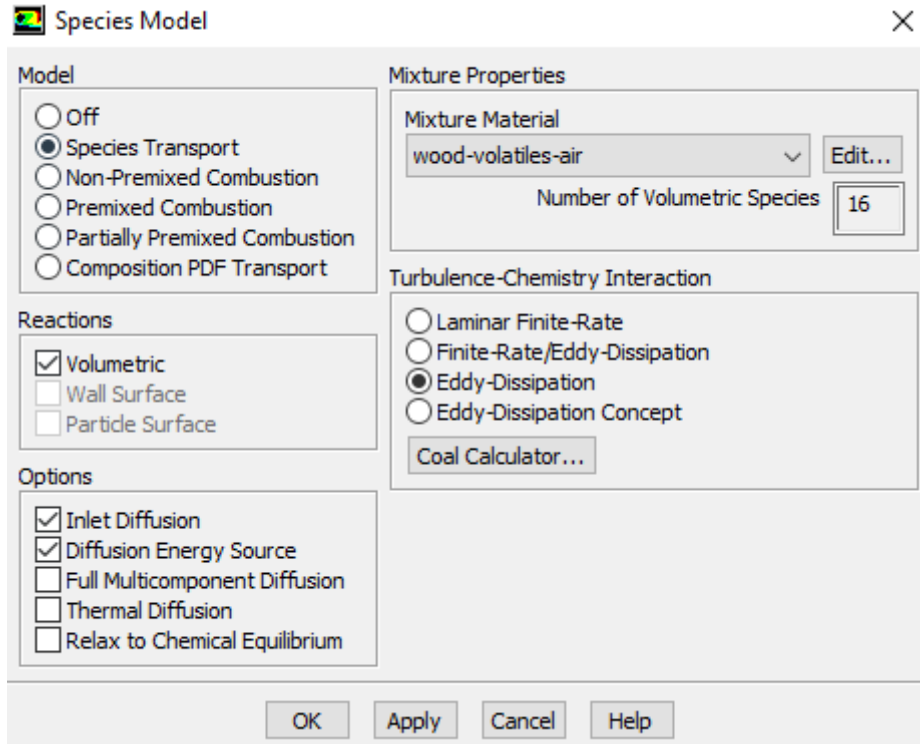 Species Model
Model
Off
Species Transport
Non-Premixed Combustion
Premixed Combustion
Partially Premixed Combustion
Composition PDF Transport
Reactions
Volumetric
Wall Surface
Particle Surface
Options
Inlet Diffusion
Diffusion Energy Source
Full Multicomponent Diffusion
Thermal Diffusion
Relax to Chemical Equilibrium
Mixture Properties
Mixture Material
wood-volatiles-air Edit...
Number of Volumetric Species 16
Turbulence-Chemistry Interaction
Laminar Finite-Rate
Finite-Rate/Eddy-Dissipation
Eddy-Dissipation
Eddy-Dissipation Concept
Coal Calculator...
OK Apply Cancel Help